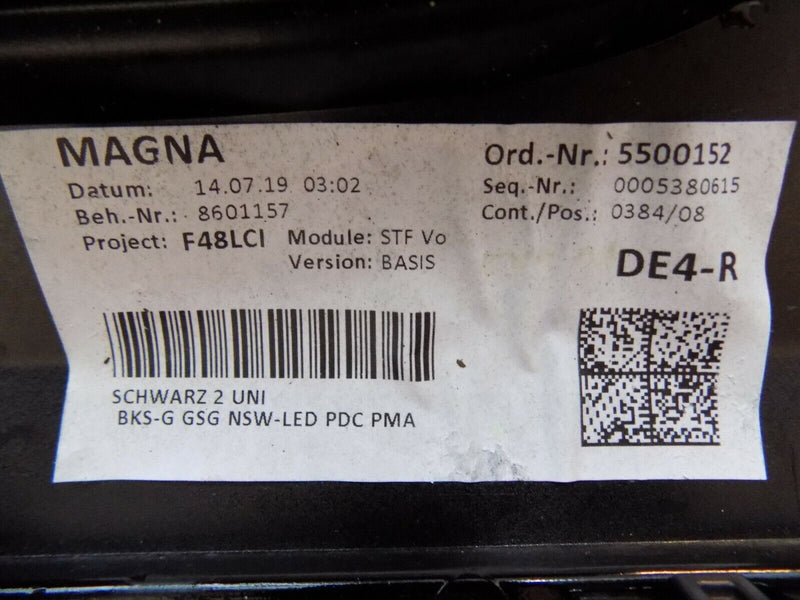 MAGNA
Datum: 14.07.19 03:02
Beh.-Nr.: 8601157
Project: F48LCI Module: STF Vo
Version: BASIS
Ord.-Nr.: 5500152
Seq.-Nr.: 0005380615
Cont./Pos.: 0384/08
DE4-R
SCHWARZ 2 UNI
BKS-G GSG NSW-LED PDC PMA